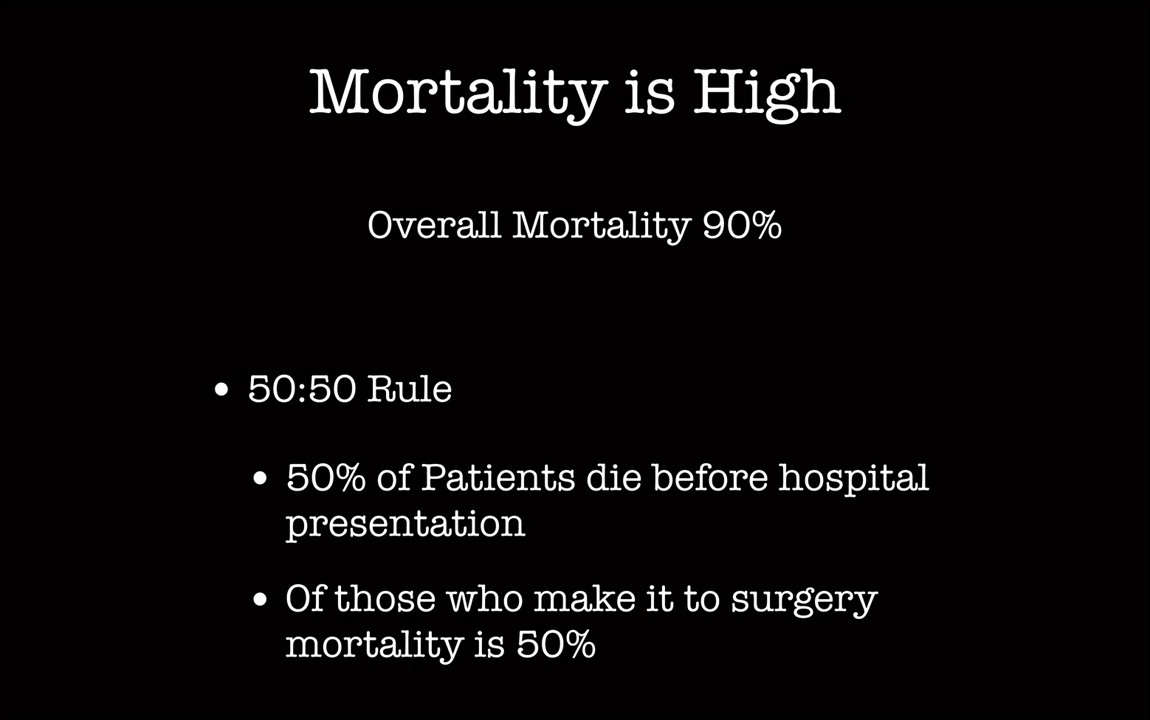 Mortality is High
Overall Mortality 90%
• 50:50 Rule
• 50% of Patients die before hospital
presentation
• Of those who make it to surgery
mortality is 50%